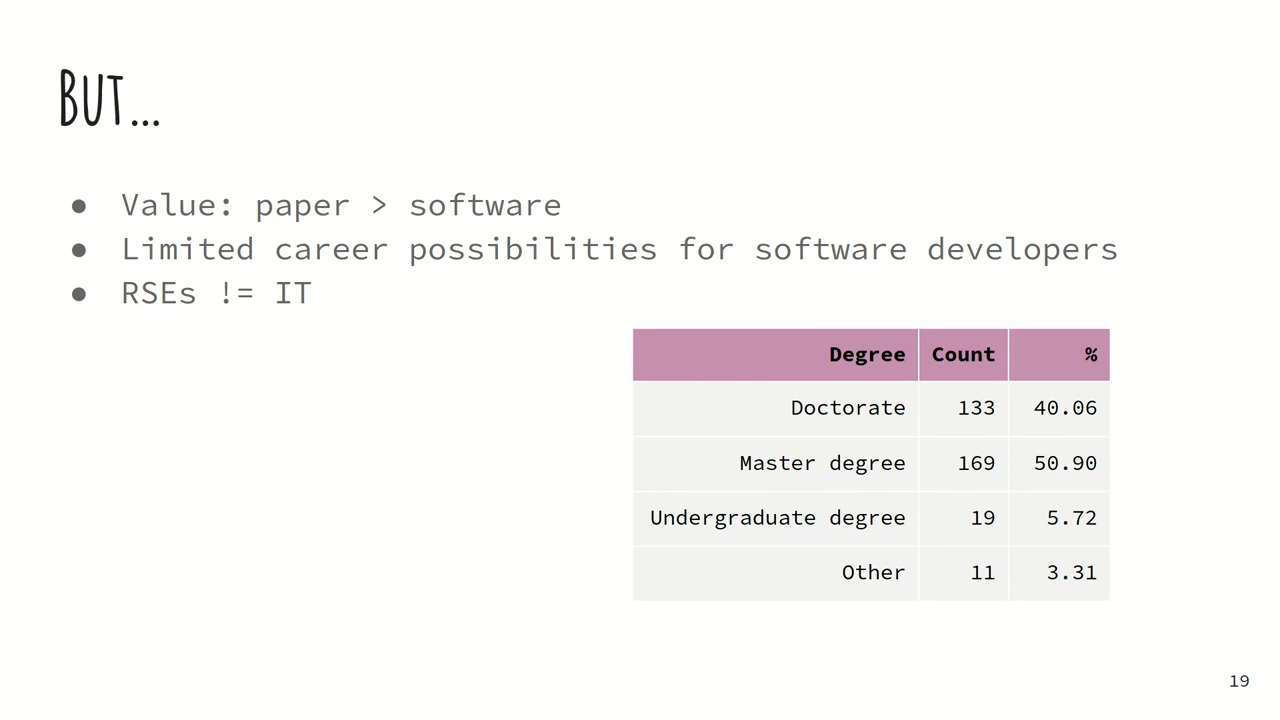 BUT...
● Value: paper > software
● Limited career possibilities for software developers
● RSEs != IT
Degree Count %
Doctorate 133 40.06
Master degree 169 50.90
Undergraduate degree 19 5.72
Other 11 3.31
19